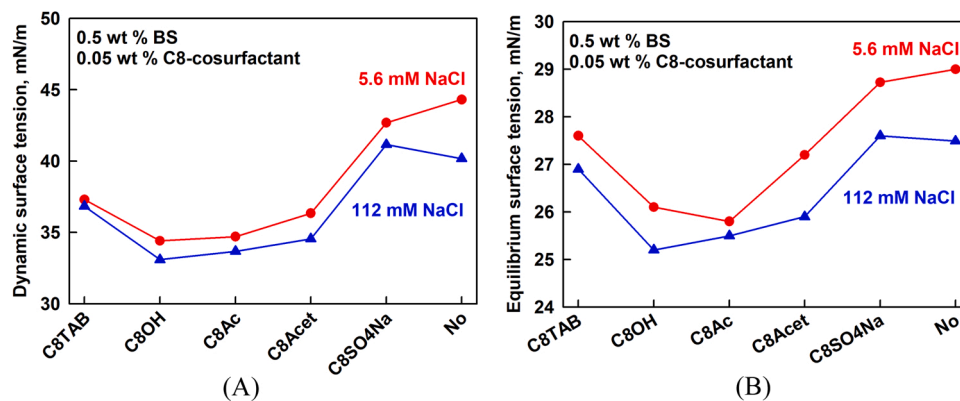 50
45
40
35
30
Dynamic surface tension, mN/m
0.5 wt % BS
0.05 wt % C8-cosurfactant
5.6 mM NaCl
112 mM NaCl
C8TAB
C8OH
C8Ac
C8Acet
C8SO4Na
No
(A)
30
29
28
27
26
25
24
Equilibrium surface tension, mN/m
0.5 wt % BS
0.05 wt % C8-cosurfactant
5.6 mM NaCl
112 mM NaCl
C8TAB
C8OH
C8Ac
C8Acet
C8SO4Na
No
(B)